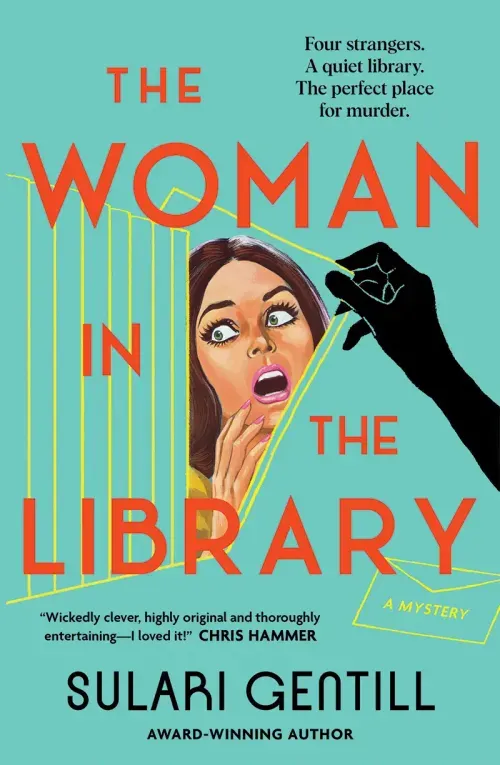 Four strangers.
A quiet library.
The perfect place
for murder.
THE
WOMAN
IN
THE
LIBRARY
A MYSTERY
“Wickedly clever, highly original and thoroughly
entertaining—I loved it!” CHRIS HAMMER
SULARI GENTILL
AWARD-WINNING AUTHOR